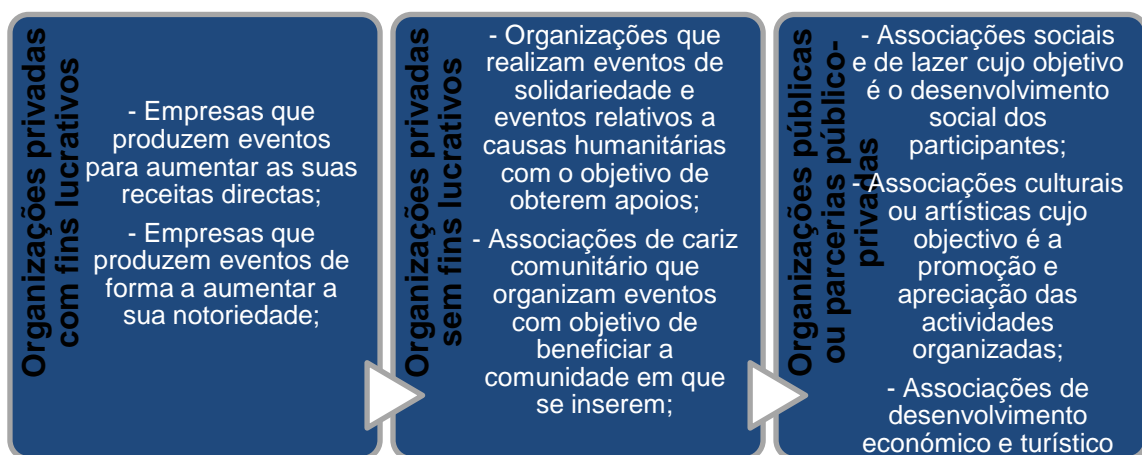 Organizações privadas
com fins lucrativos
- Empresas que
produzem eventos
para aumentar as suas
receitas directas;
- Empresas que
produzem eventos de
forma a aumentar a
sua notoriedade;
Organizações privadas
sem fins lucrativos
- Organizações que
realizam eventos de
solidariedade e
eventos relativos a
causas humanitárias
com o objetivo de
obterem apoios;
- Associações de cariz
comunitário que
organizam eventos
com objetivo de
beneficiar a
comunidade em que
se inserem;
Organizações públicas
ou parcerias público-
privadas
- Associações sociais
e de lazer cujo objetivo
é o desenvolvimento
social dos
participantes;
- Associações culturais
ou artísticas cujo
objectivo é a
promoção e
apreciação das
actividades
organizadas;
- Associações de
desenvolvimento
económico e turístico